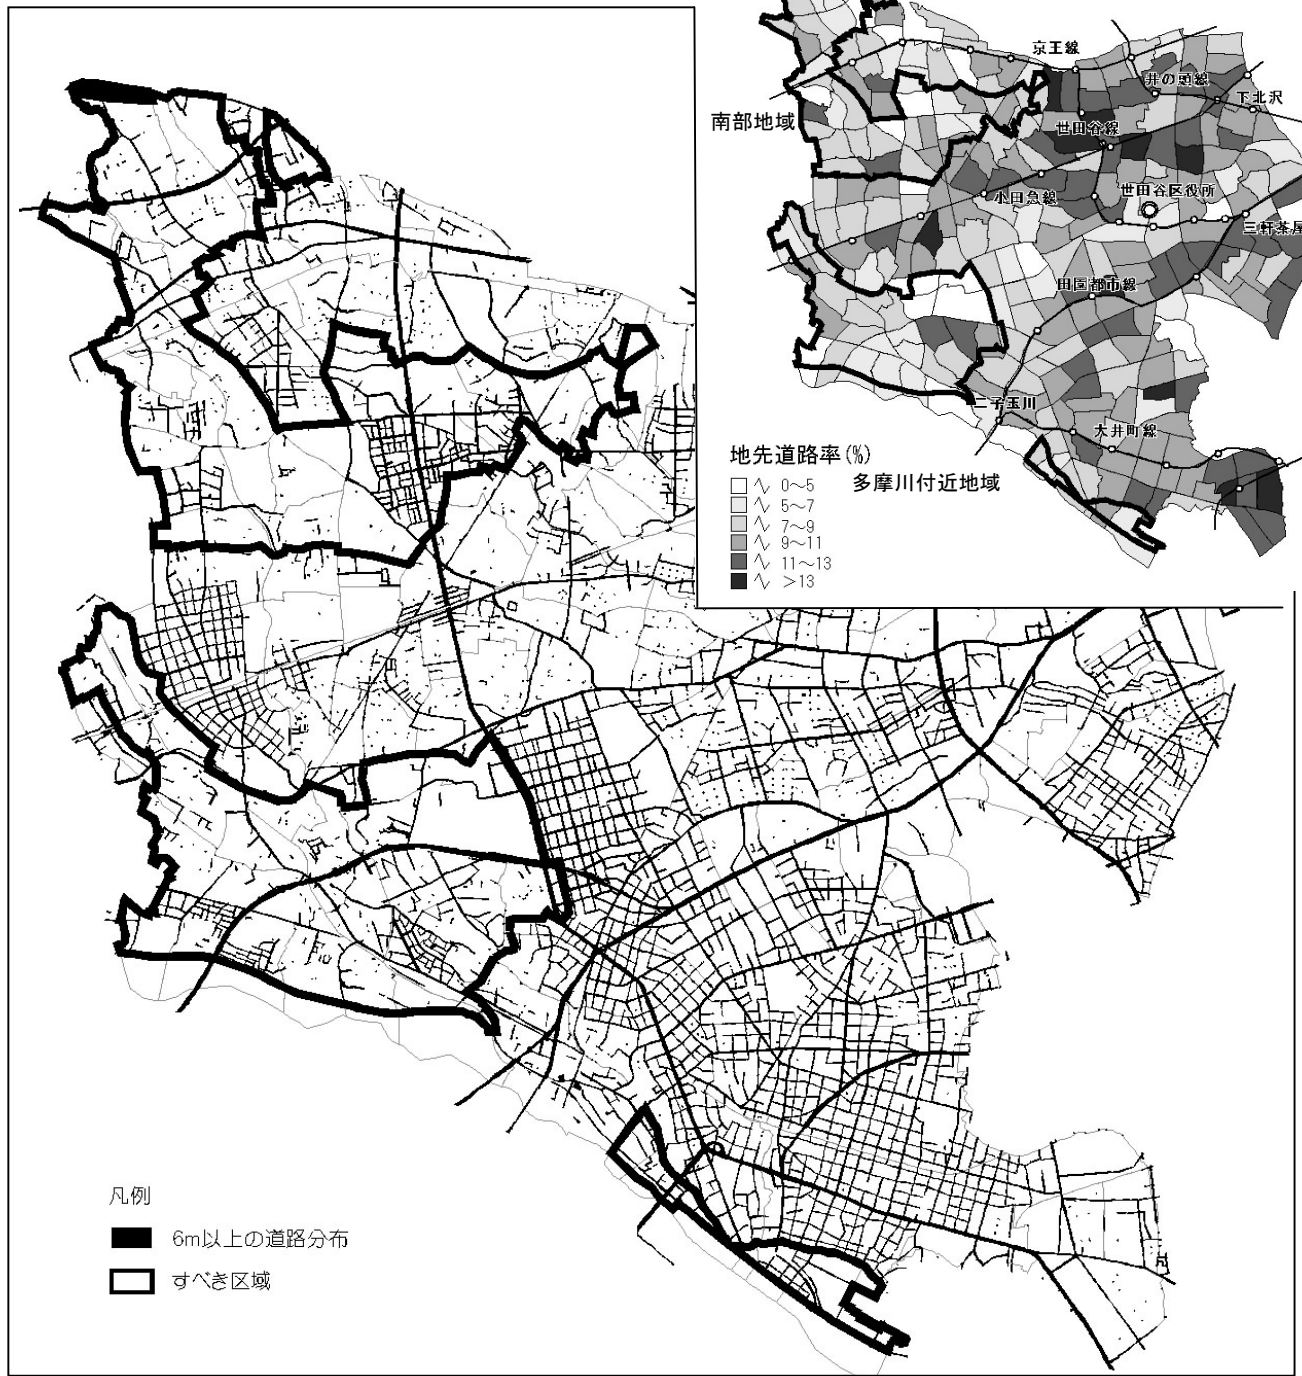 京王線
井の頭線
下北沢
南部地域
世田谷線
世田谷区役所
小田急線
三軒茶屋
田園都市線
二子玉川
大井町線
地先道路率(%)
多摩川付近地域
0～5
5～7
7～9
9～11
11～13
>13
凡例
6m以上の道路分布
すべき区域